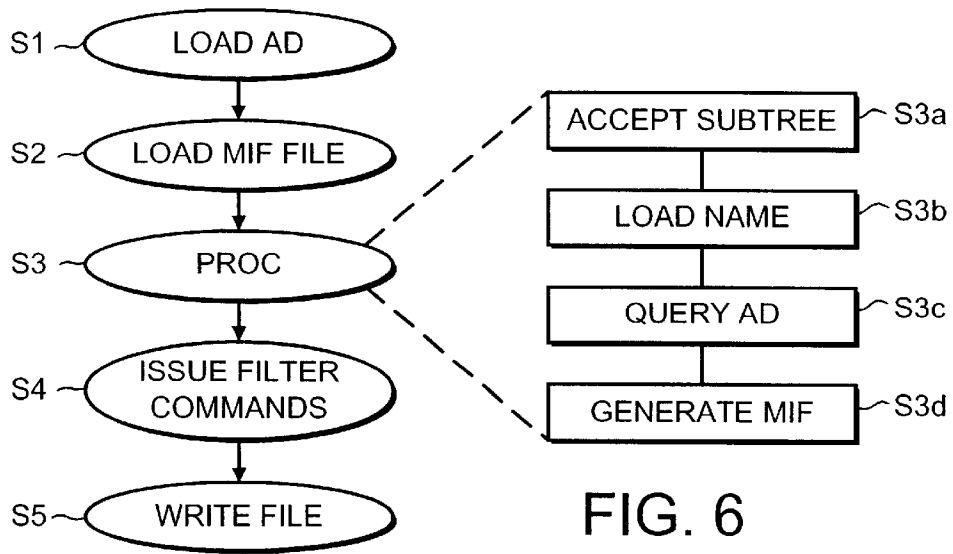 S1 LOAD AD
S2 LOAD MIF FILE
S3 PROC
S4 ISSUE FILTER
COMMANDS
S5 WRITE FILE
ACCEPT SUBTREE S3a
LOAD NAME S3b
QUERY AD S3c
GENERATE MIF S3d
FIG. 6